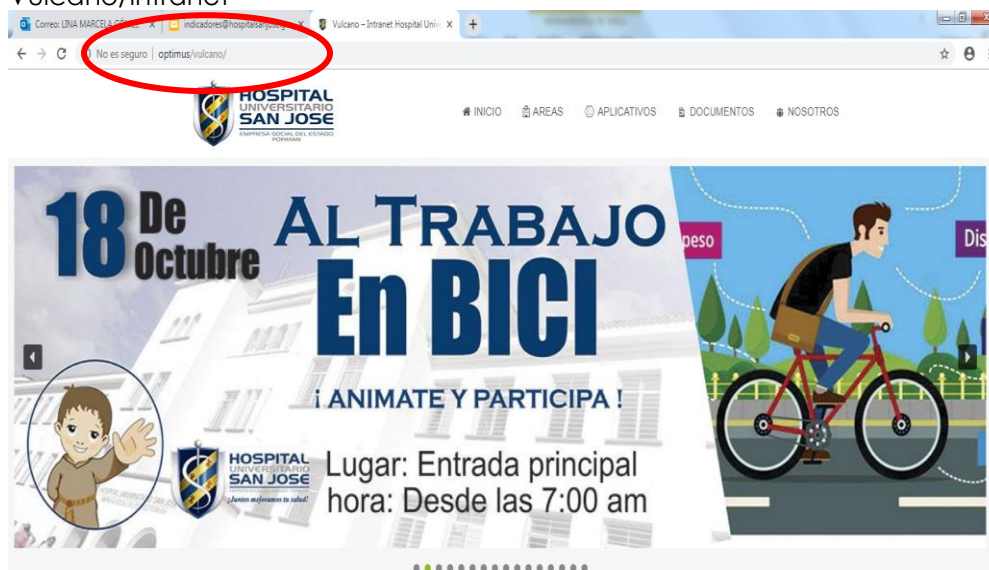 Vulcano/intranet
Correo: LINA MARCELA GÓMEZ
indicadores@hospitalsanjose.g
Vulcano – Intranet Hospital Univ
No es seguro | optimus/vulcano/
HOSPITAL
UNIVERSITARIO
SAN JOSE
EMPRESA SOCIAL DEL ESTADO
POPAYAN
INICIO
AREAS
APLICATIVOS
DOCUMENTOS
NOSOTROS
18 De
Octubre
AL TRABAJO
En BICI
¡ ANIMATE Y PARTICIPA !
peso
Dis
HOSPITAL
UNIVERSITARIO
SAN JOSE
¡Juntos mejoramos tu salud!
Lugar: Entrada principal
hora: Desde las 7:00 am